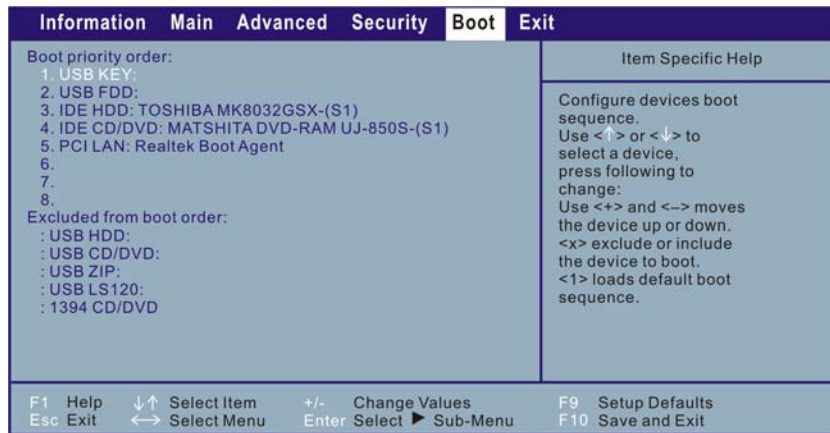 Information Main Advanced Security Boot Exit
Boot priority order:
1. USB KEY:
2. USB FDD:
3. IDE HDD: TOSHIBA MK8032GSX-(S1)
4. IDE CD/DVD: MATSHITA DVD-RAM UJ-850S-(S1)
5. PCI LAN: Realtek Boot Agent
6.
7.
8.
Excluded from boot order:
: USB HDD:
: USB CD/DVD:
: USB ZIP:
: USB LS120:
: 1394 CD/DVD
Item Specific Help
Configure devices boot
sequence.
Use <↑> or <↓> to
select a device,
press following to
change:
Use <+> and <–> moves
the device up or down.
<x> exclude or include
the device to boot.
<1> loads default boot
sequence.
F1 Help ↓↑ Select Item +/- Change Values F9 Setup Defaults
Esc Exit ↔ Select Menu Enter Select ▶ Sub-Menu F10 Save and Exit